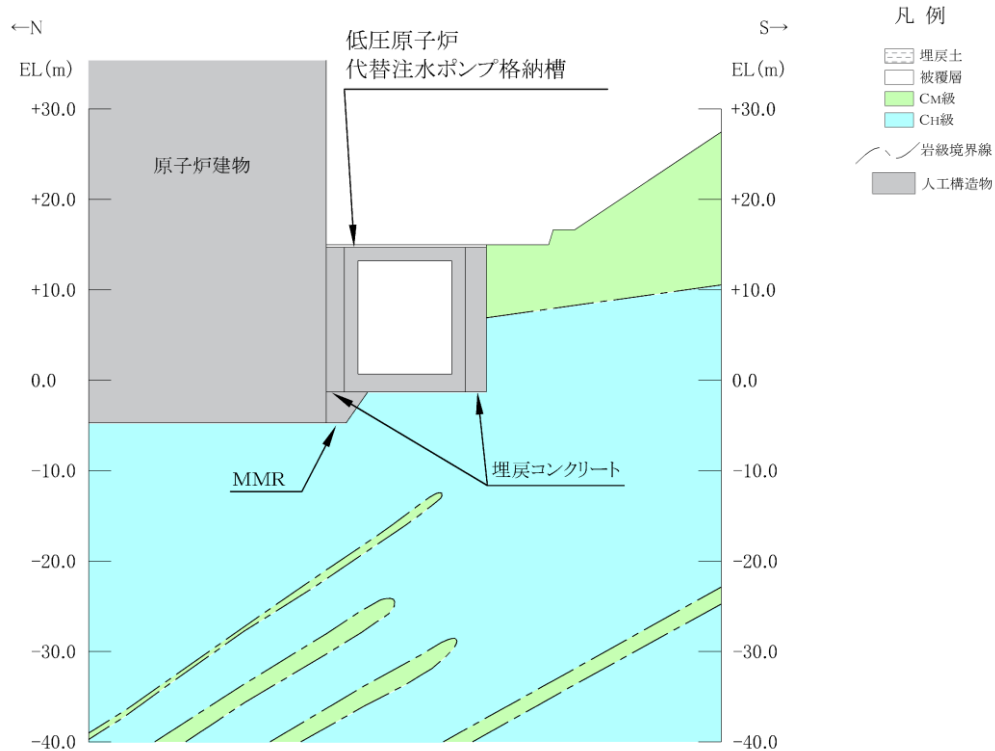 ←N
S→
凡 例
EL(m)
EL(m)
低圧原子炉
代替注水ポンプ格納槽
埋戻土
被覆層
CM級
CH級
岩級境界線
人工構造物
原子炉建物
+30.0
+20.0
+10.0
0.0
−10.0
−20.0
−30.0
−40.0
+30.0
+20.0
+10.0
0.0
−10.0
−20.0
−30.0
−40.0
MMR
埋戻コンクリート